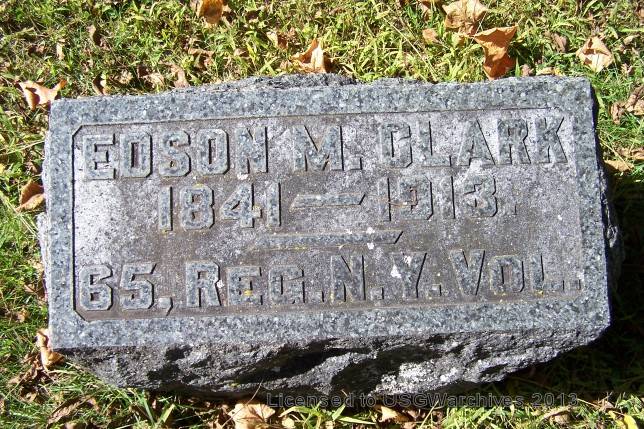 EDSON M. CLARK
1841 — 1913.
65, REG. N.Y. VOL.
Licensed to USGWarchives 2013